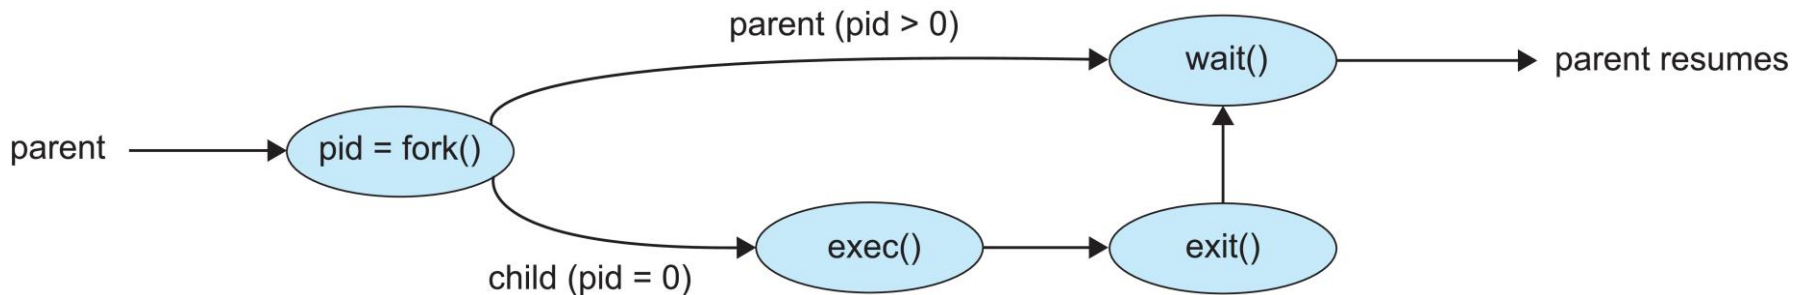 parent (pid > 0)
wait()
parent resumes
parent
pid = fork()
exec()
exit()
child (pid = 0)